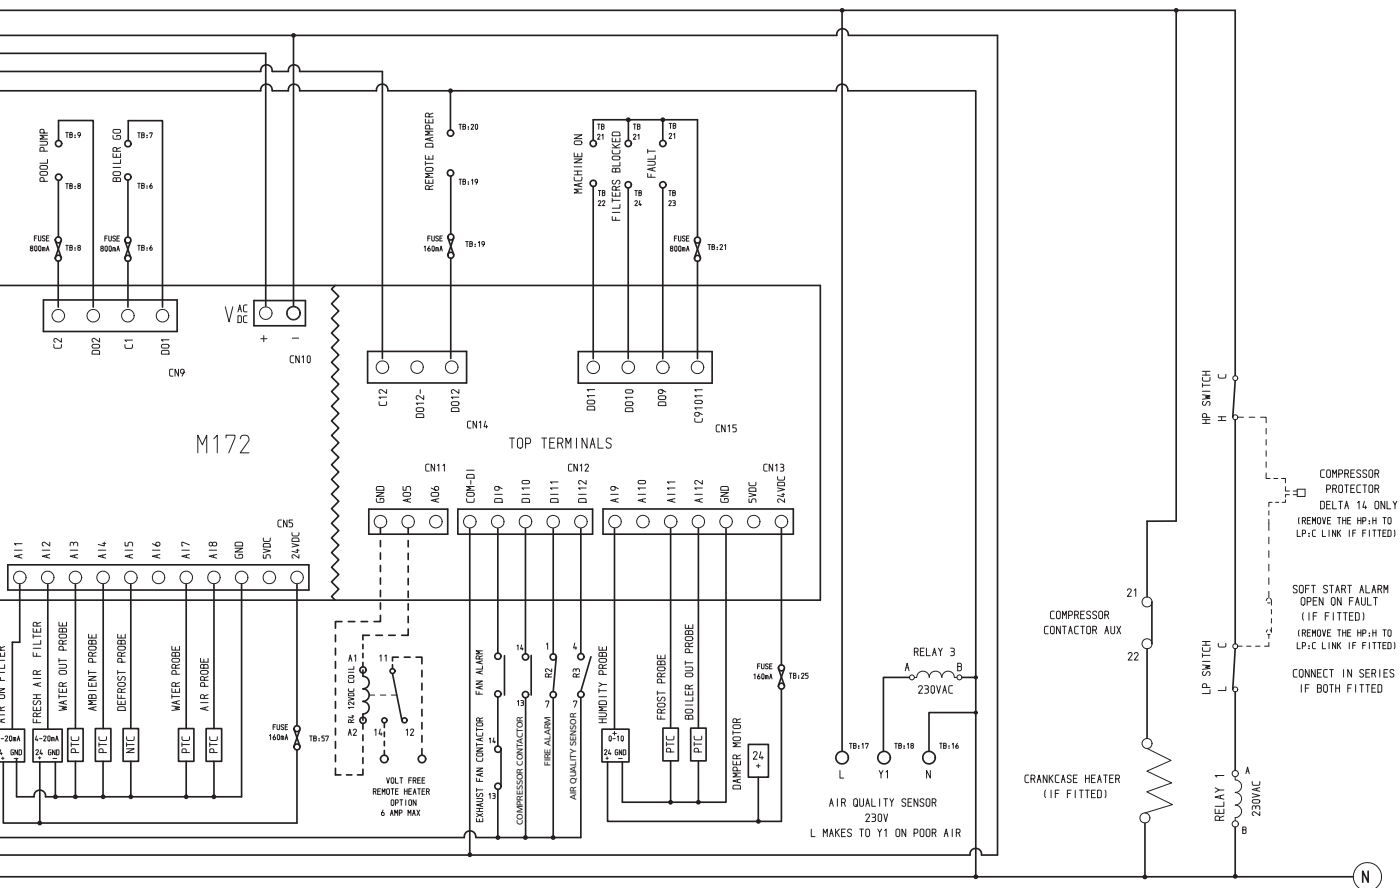 POOL PUMP
TB:9
TB:8
FUSE
800mA
TB:8
BOILER GO
TB:7
TB:6
FUSE
800mA
TB:6
REMOTE DAMPER
TB:20
TB:19
FUSE
160mA
TB:19
MACHINE ON
TB
21
TB
22
FILTERS BLOCKED
TB
21
TB
24
FAULT
TB
21
TB
23
FUSE
800mA
TB:21
C2
DO2
C1
DO1
CN9
V AC
DC
+
-
CN10
C12
DO12-
DO12
CN14
DO11
DO10
DO9
C91011
CN15
M172
TOP TERMINALS
CN11
GND
AO5
AO6
CN12
COM-DI
DI9
DI10
DI11
DI12
CN13
AI9
AI10
AI11
AI12
GND
5VDC
24VDC
CN5
AI1
AI2
AI3
AI4
AI5
AI6
AI7
AI8
GND
5VDC
24VDC
AIR ON FILTER
FRESH AIR FILTER
WATER OUT PROBE
AMBIENT PROBE
DEFROST PROBE
WATER PROBE
AIR PROBE
-20mA
GND
+ -
4-20mA
24 GND
+ -
PTC
PTC
NTC
PTC
PTC
FUSE
160mA
TB:57
A1
R4 12VDC COIL
A2
11
14
12
VOLT FREE
REMOTE HEATER
OPTION
6 AMP MAX
FAN ALARM
EXHAUST FAN CONTACTOR
14
13
14
13
COMPRESSOR CONTACTOR
1
R2
7
FIRE ALARM
4
R3
7
AIR QUALITY SENSOR
HUMIDITY PROBE
+
0-10
24 GND
+ -
FROST PROBE
PTC
BOILER OUT PROBE
PTC
DAMPER MOTOR
24
+
FUSE
160mA
TB:25
RELAY 3
A
B
230VAC
TB:17
TB:18
TB:16
L
Y1
N
AIR QUALITY SENSOR
230V
L MAKES TO Y1 ON POOR AIR
COMPRESSOR
CONTACTOR AUX
21
22
CRANKCASE HEATER
(IF FITTED)
HP SWITCH
C
H
COMPRESSOR
PROTECTOR
DELTA 14 ONLY
(REMOVE THE HP:H TO
LP:C LINK IF FITTED)
SOFT START ALARM
OPEN ON FAULT
(IF FITTED)
(REMOVE THE HP:H TO
LP:C LINK IF FITTED)
CONNECT IN SERIES
IF BOTH FITTED
LP SWITCH
C
L
RELAY 1
A
230VAC
B
N